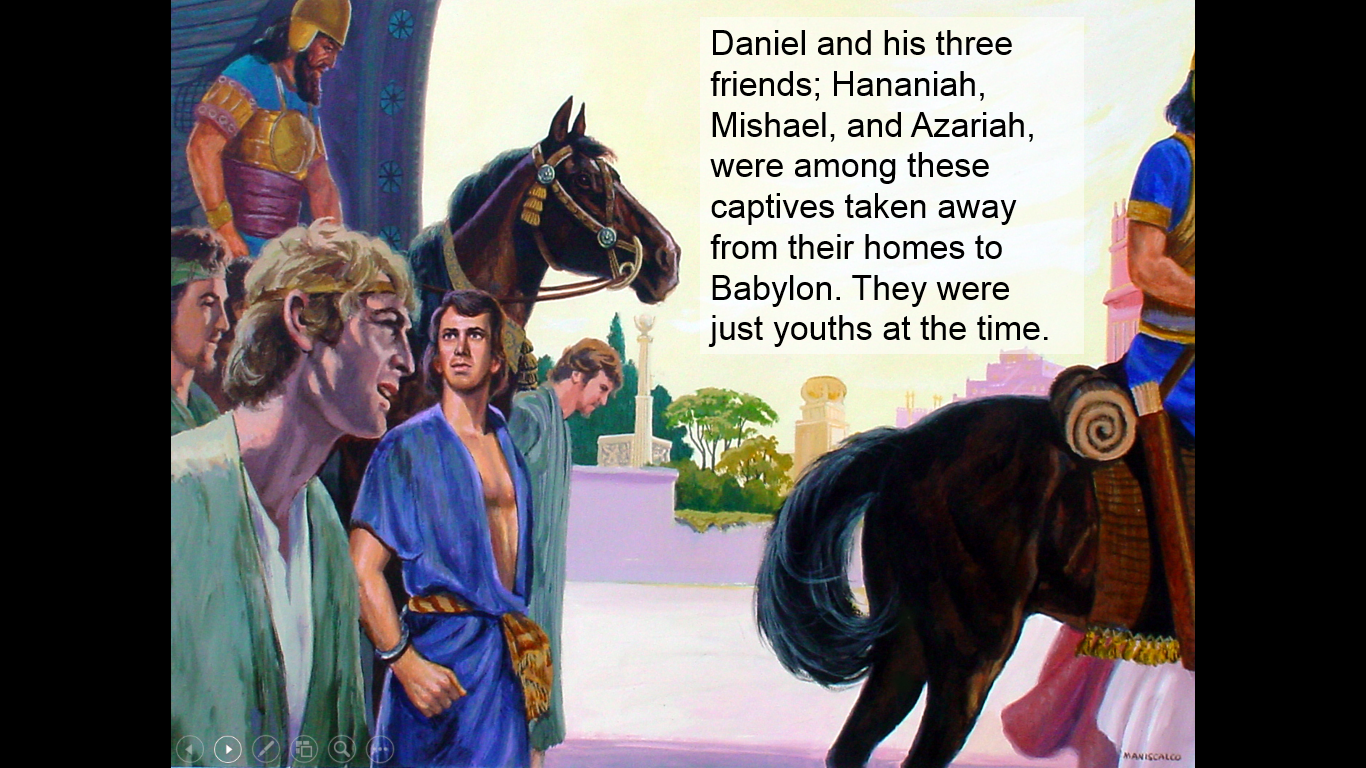 Daniel and his three
friends; Hananiah,
Mishael, and Azariah,
were among these
captives taken away
from their homes to
Babylon. They were
just youths at the time.
MANISCALCO